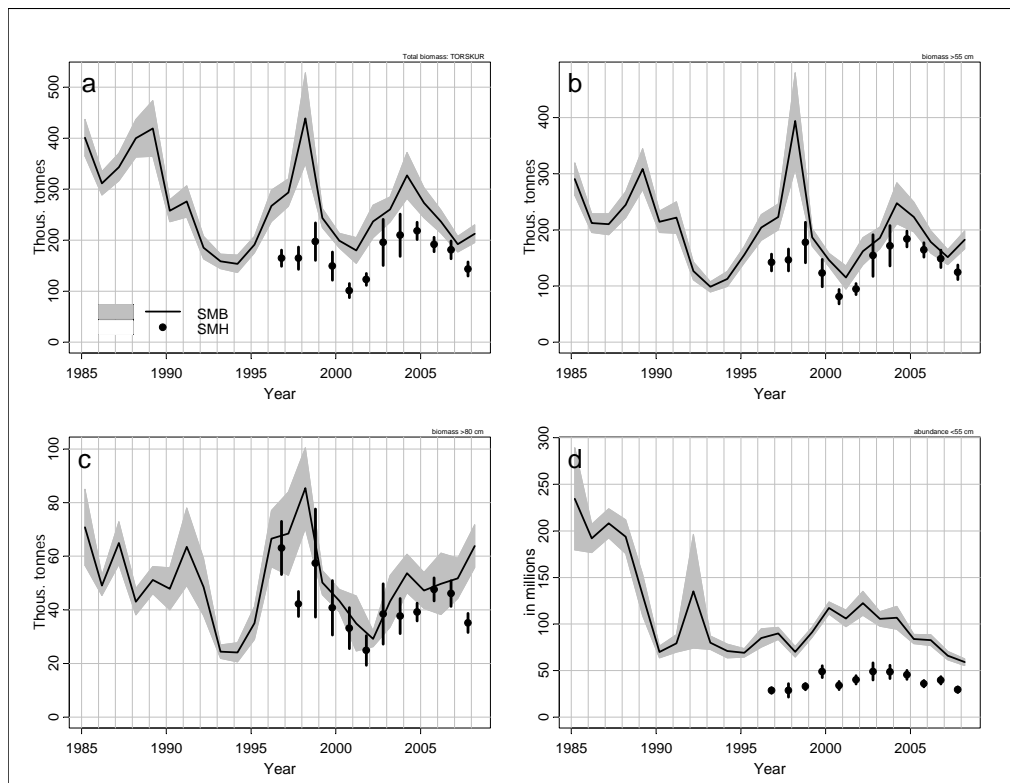 Total biomass: TORSKUR
a
Thous. tonnes
500
400
300
200
100
0
SMB
SMH
1985 1990 1995 2000 2005
Year
biomass >55 cm
b
Thous. tonnes
400
300
200
100
0
1985 1990 1995 2000 2005
Year
biomass >80 cm
c
Thous. tonnes
100
80
60
40
20
0
1985 1990 1995 2000 2005
Year
abundance <55 cm
d
in millions
300
250
200
150
100
50
0
1985 1990 1995 2000 2005
Year